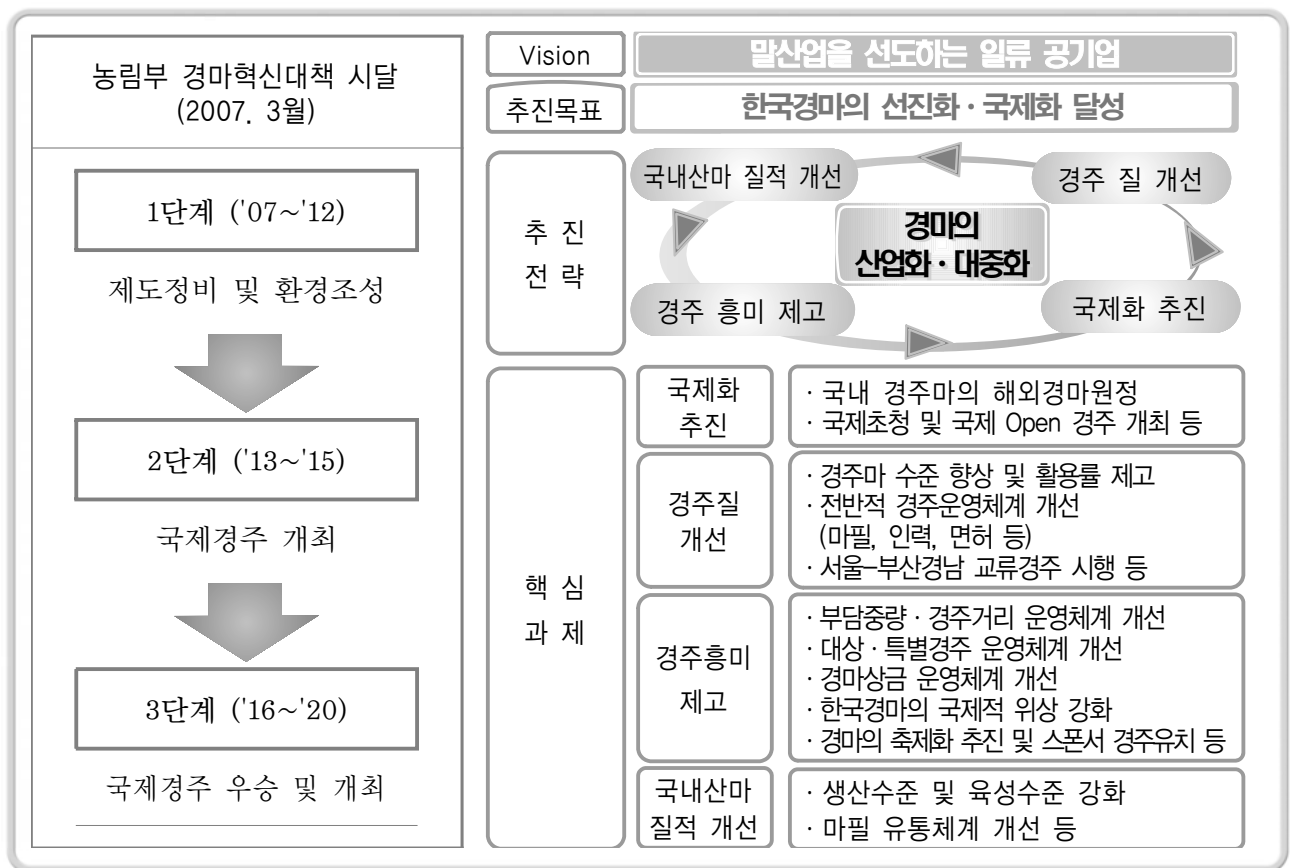 농림부 경마혁신대책 시달
(2007. 3월)
1단계 ('07~'12)
제도정비 및 환경조성
2단계 ('13~'15)
국제경주 개최
3단계 ('16~'20)
국제경주 우승 및 개최
Vision
말산업을 선도하는 일류 공기업
추진목표
한국경마의 선진화·국제화 달성
추 진
전 략
국내산마 질적 개선
경주 질 개선
경마의
산업화·대중화
경주 흥미 제고
국제화 추진
핵 심
과 제
국제화
추진
·국내 경주마의 해외경마원정
·국제초청 및 국제 Open 경주 개최 등
경주질
개선
·경주마 수준 향상 및 활용률 제고
·전반적 경주운영체계 개선
(마필, 인력, 면허 등)
·서울-부산경남 교류경주 시행 등
경주흥미
제고
·부담중량·경주거리 운영체계 개선
·대상·특별경주 운영체계 개선
·경마상금 운영체계 개선
·한국경마의 국제적 위상 강화
·경마의 축제화 추진 및 스폰서 경주유치 등
국내산마
질적 개선
·생산수준 및 육성수준 강화
·마필 유통체계 개선 등